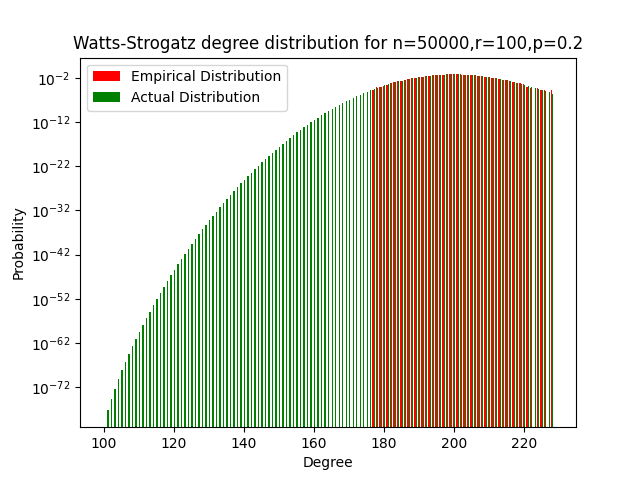 Watts-Strogatz degree distribution for n=50000,r=100,p=0.2
Empirical Distribution
Actual Distribution
10⁻²
10⁻¹²
10⁻²²
10⁻³²
10⁻⁴²
10⁻⁵²
10⁻⁶²
10⁻⁷²
Probability
100 120 140 160 180 200 220
Degree